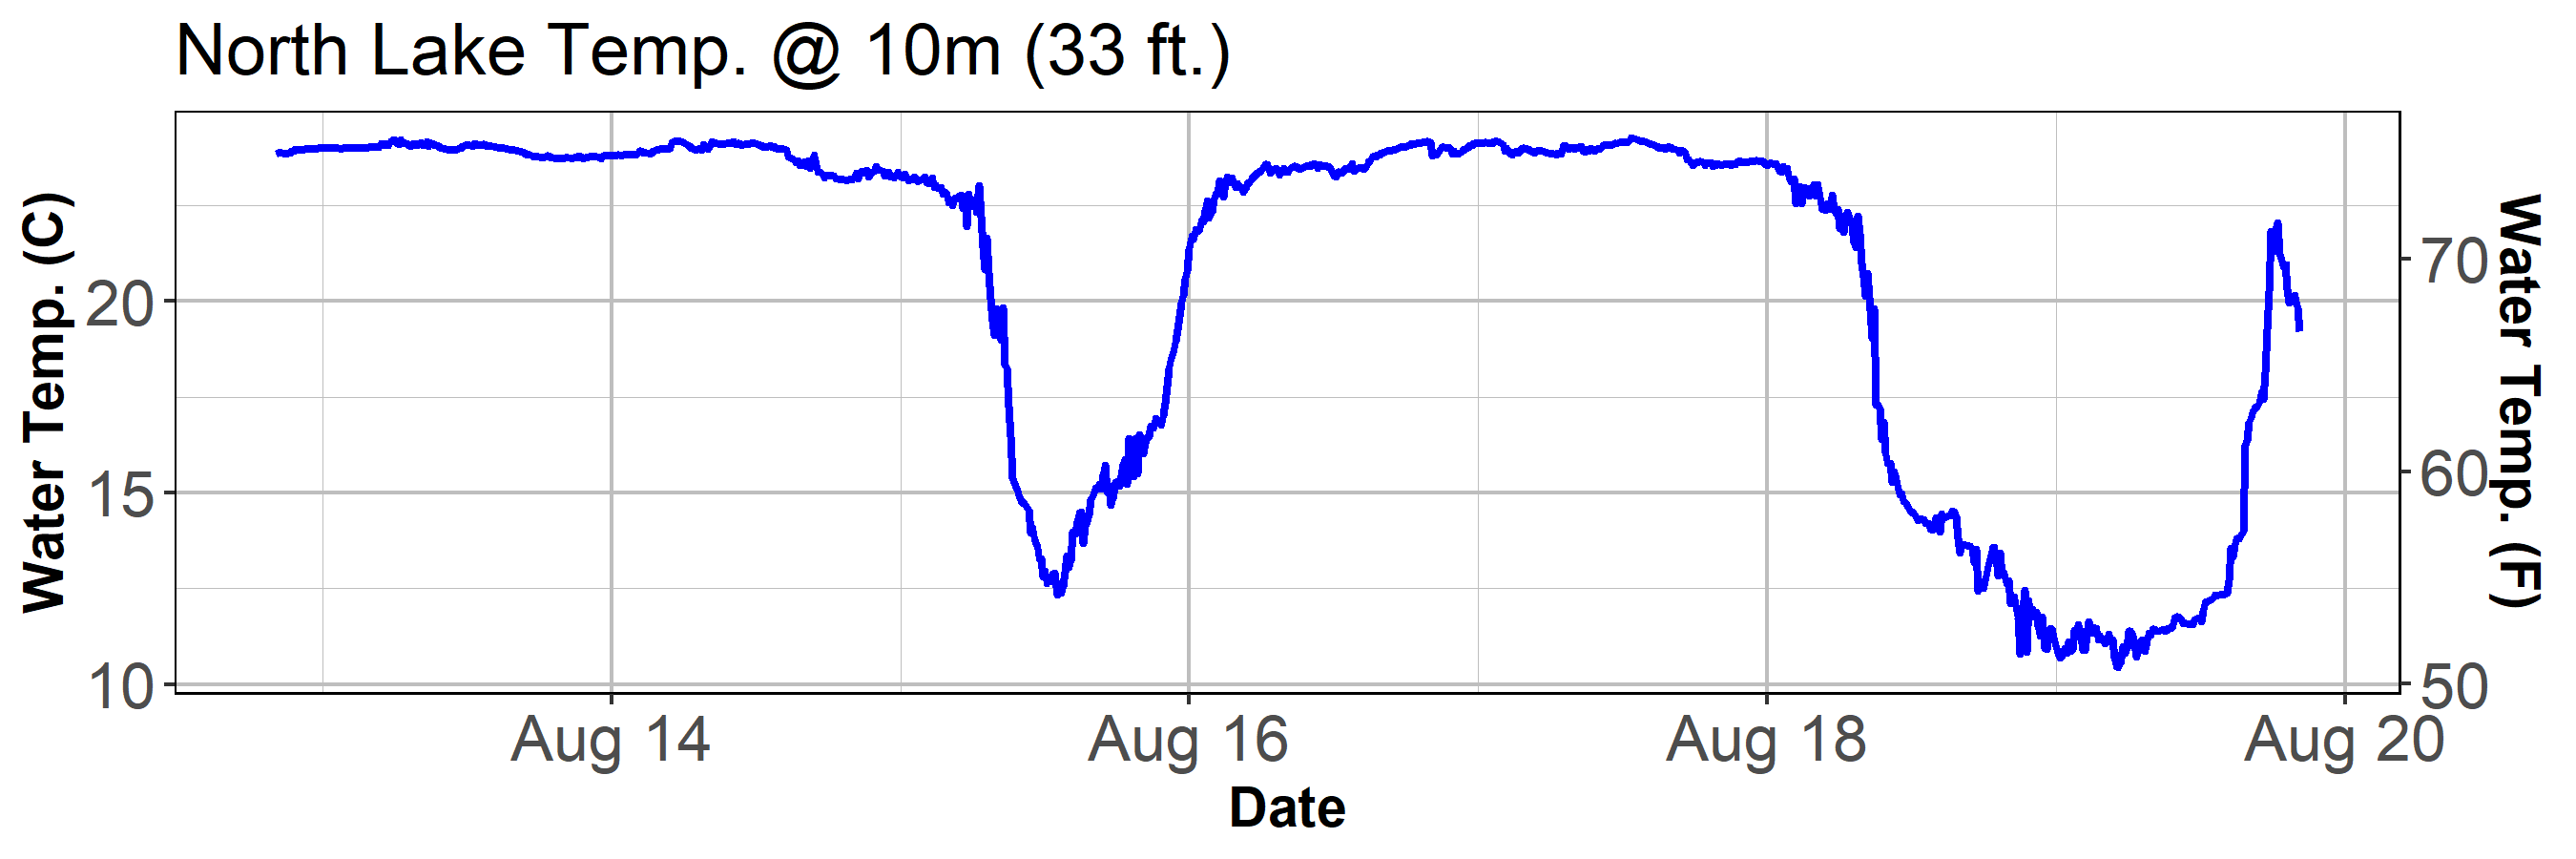 North Lake Temp. @ 10m (33 ft.)
Water Temp. (C)
20
15
10
70
60
50
Water Temp. (F)
Aug 14
Aug 16
Aug 18
Aug 20
Date